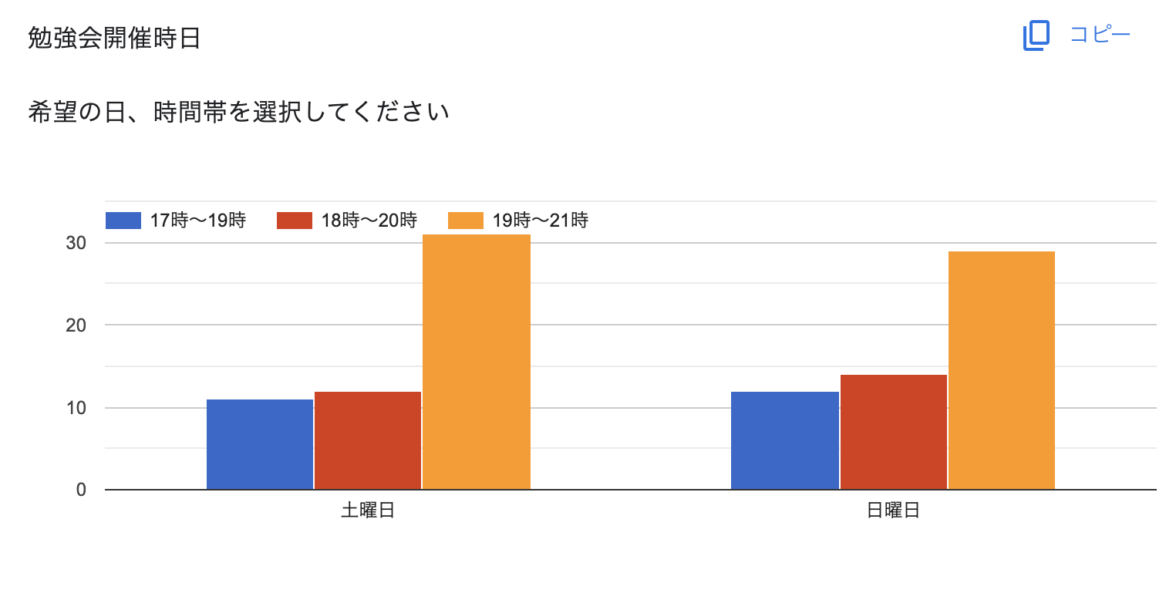 勉強会開催時日
コピー
希望の日、時間帯を選択してください
17時～19時 18時～20時 19時～21時
30
20
10
0
土曜日 日曜日